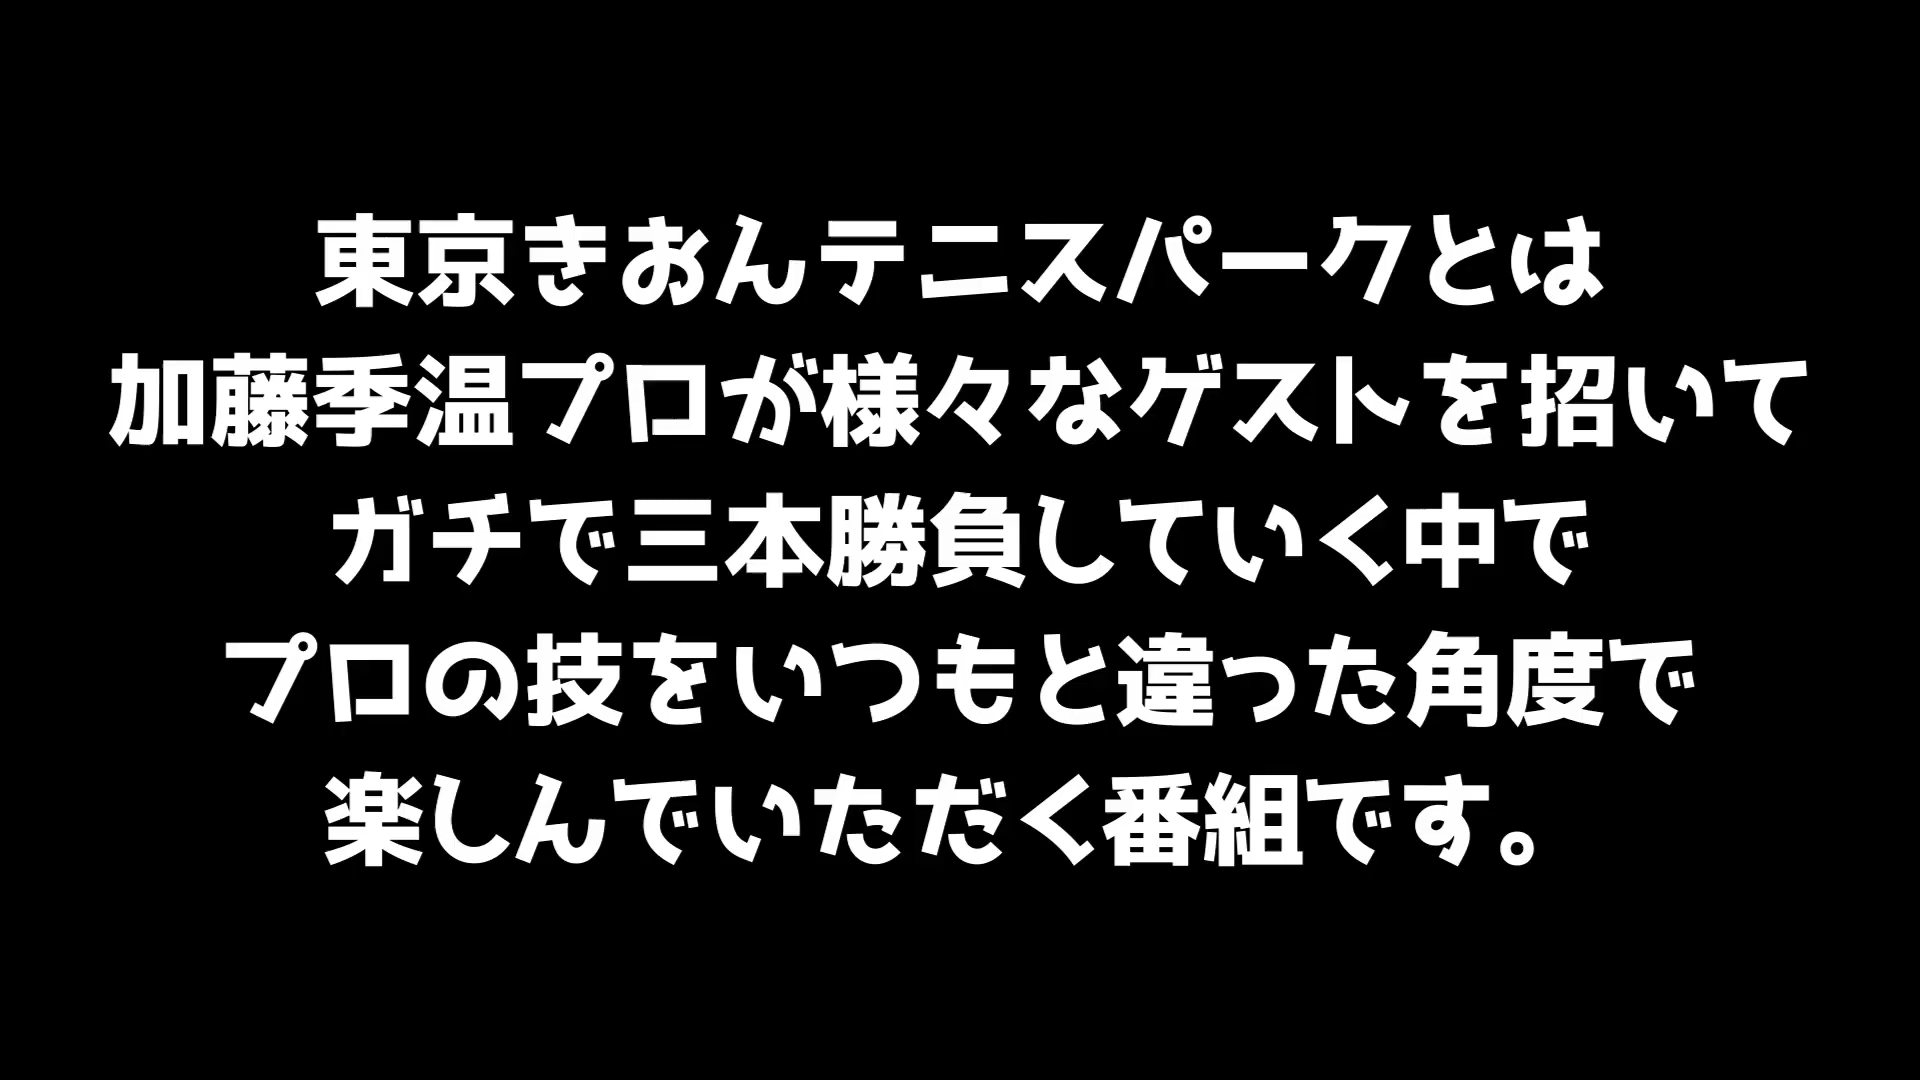 東京きおんテニスパークとは
加藤季温プロが様々なゲストを招いて
ガチで三本勝負していく中で
プロの技をいつもと違った角度で
楽しんでいただく番組です。